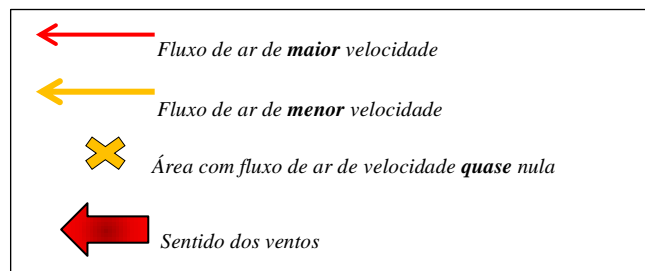 Fluxo de ar de maior velocidade
Fluxo de ar de menor velocidade
Área com fluxo de ar de velocidade quase nula
Sentido dos ventos